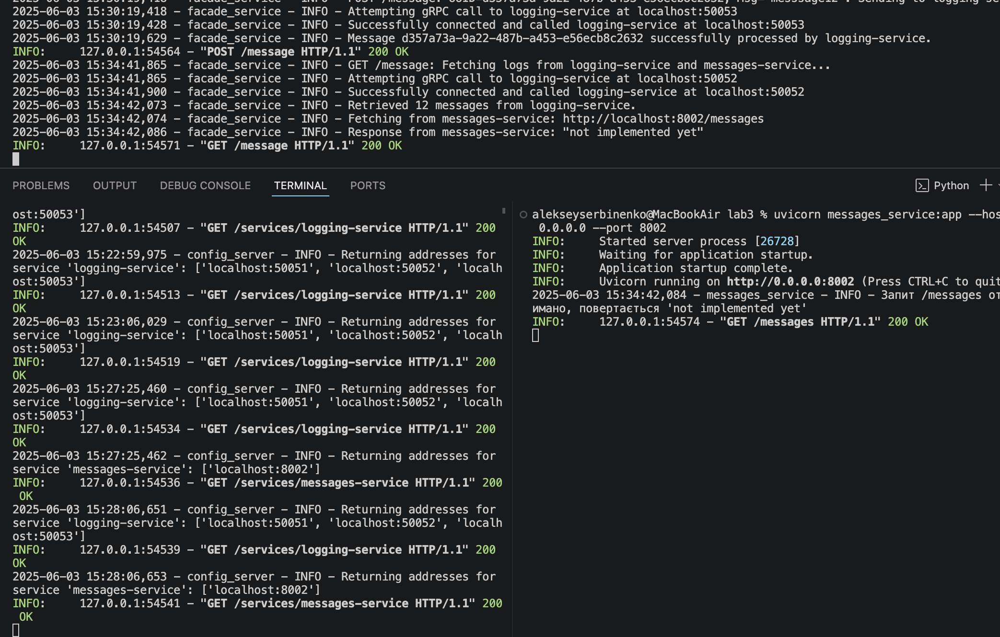 2025-06-03 15:30:19,418 - facade_service - INFO - POST /message: UUID=d357a73a-9a22-487b-a453-e56ecb8c2632, Msg='messsge12'. Sending to logging-se
2025-06-03 15:30:19,418 - facade_service - INFO - Attempting gRPC call to logging-service at localhost:50053
2025-06-03 15:30:19,428 - facade_service - INFO - Successfully connected and called logging-service at localhost:50053
2025-06-03 15:30:19,629 - facade_service - INFO - Message d357a73a-9a22-487b-a453-e56ecb8c2632 successfully processed by logging-service.
INFO:     127.0.0.1:54564 - "POST /message HTTP/1.1" 200 OK
2025-06-03 15:34:41,865 - facade_service - INFO - GET /message: Fetching logs from logging-service and messages-service...
2025-06-03 15:34:41,865 - facade_service - INFO - Attempting gRPC call to logging-service at localhost:50052
2025-06-03 15:34:41,900 - facade_service - INFO - Successfully connected and called logging-service at localhost:50052
2025-06-03 15:34:42,073 - facade_service - INFO - Retrieved 12 messages from logging-service.
2025-06-03 15:34:42,074 - facade_service - INFO - Fetching from messages-service: http://localhost:8002/messages
2025-06-03 15:34:42,086 - facade_service - INFO - Response from messages-service: "not implemented yet"
INFO:     127.0.0.1:54571 - "GET /message HTTP/1.1" 200 OK
PROBLEMS OUTPUT DEBUG CONSOLE TERMINAL PORTS Python
ost:50053']
INFO:     127.0.0.1:54507 - "GET /services/logging-service HTTP/1.1" 200
OK
2025-06-03 15:22:59,975 - config_server - INFO - Returning addresses for
service 'logging-service': ['localhost:50051', 'localhost:50052', 'localh
ost:50053']
INFO:     127.0.0.1:54513 - "GET /services/logging-service HTTP/1.1" 200
OK
2025-06-03 15:23:06,029 - config_server - INFO - Returning addresses for
service 'logging-service': ['localhost:50051', 'localhost:50052', 'localh
ost:50053']
INFO:     127.0.0.1:54519 - "GET /services/logging-service HTTP/1.1" 200
OK
2025-06-03 15:27:25,460 - config_server - INFO - Returning addresses for
service 'logging-service': ['localhost:50051', 'localhost:50052', 'localh
ost:50053']
INFO:     127.0.0.1:54534 - "GET /services/logging-service HTTP/1.1" 200
OK
2025-06-03 15:27:25,462 - config_server - INFO - Returning addresses for
service 'messages-service': ['localhost:8002']
INFO:     127.0.0.1:54536 - "GET /services/messages-service HTTP/1.1" 200
OK
2025-06-03 15:28:06,651 - config_server - INFO - Returning addresses for
service 'logging-service': ['localhost:50051', 'localhost:50052', 'localh
ost:50053']
INFO:     127.0.0.1:54539 - "GET /services/logging-service HTTP/1.1" 200
OK
2025-06-03 15:28:06,653 - config_server - INFO - Returning addresses for
service 'messages-service': ['localhost:8002']
INFO:     127.0.0.1:54541 - "GET /services/messages-service HTTP/1.1" 200
OK
alekseyserbinenko@MacBookAir lab3 % uvicorn messages_service:app --hos
0.0.0.0 --port 8002
INFO:     Started server process [26728]
INFO:     Waiting for application startup.
INFO:     Application startup complete.
INFO:     Uvicorn running on http://0.0.0.0:8002 (Press CTRL+C to quit
2025-06-03 15:34:42,084 - messages_service - INFO - Запит /messages от
имано, повертається 'not implemented yet'
INFO:     127.0.0.1:54574 - "GET /messages HTTP/1.1" 200 OK